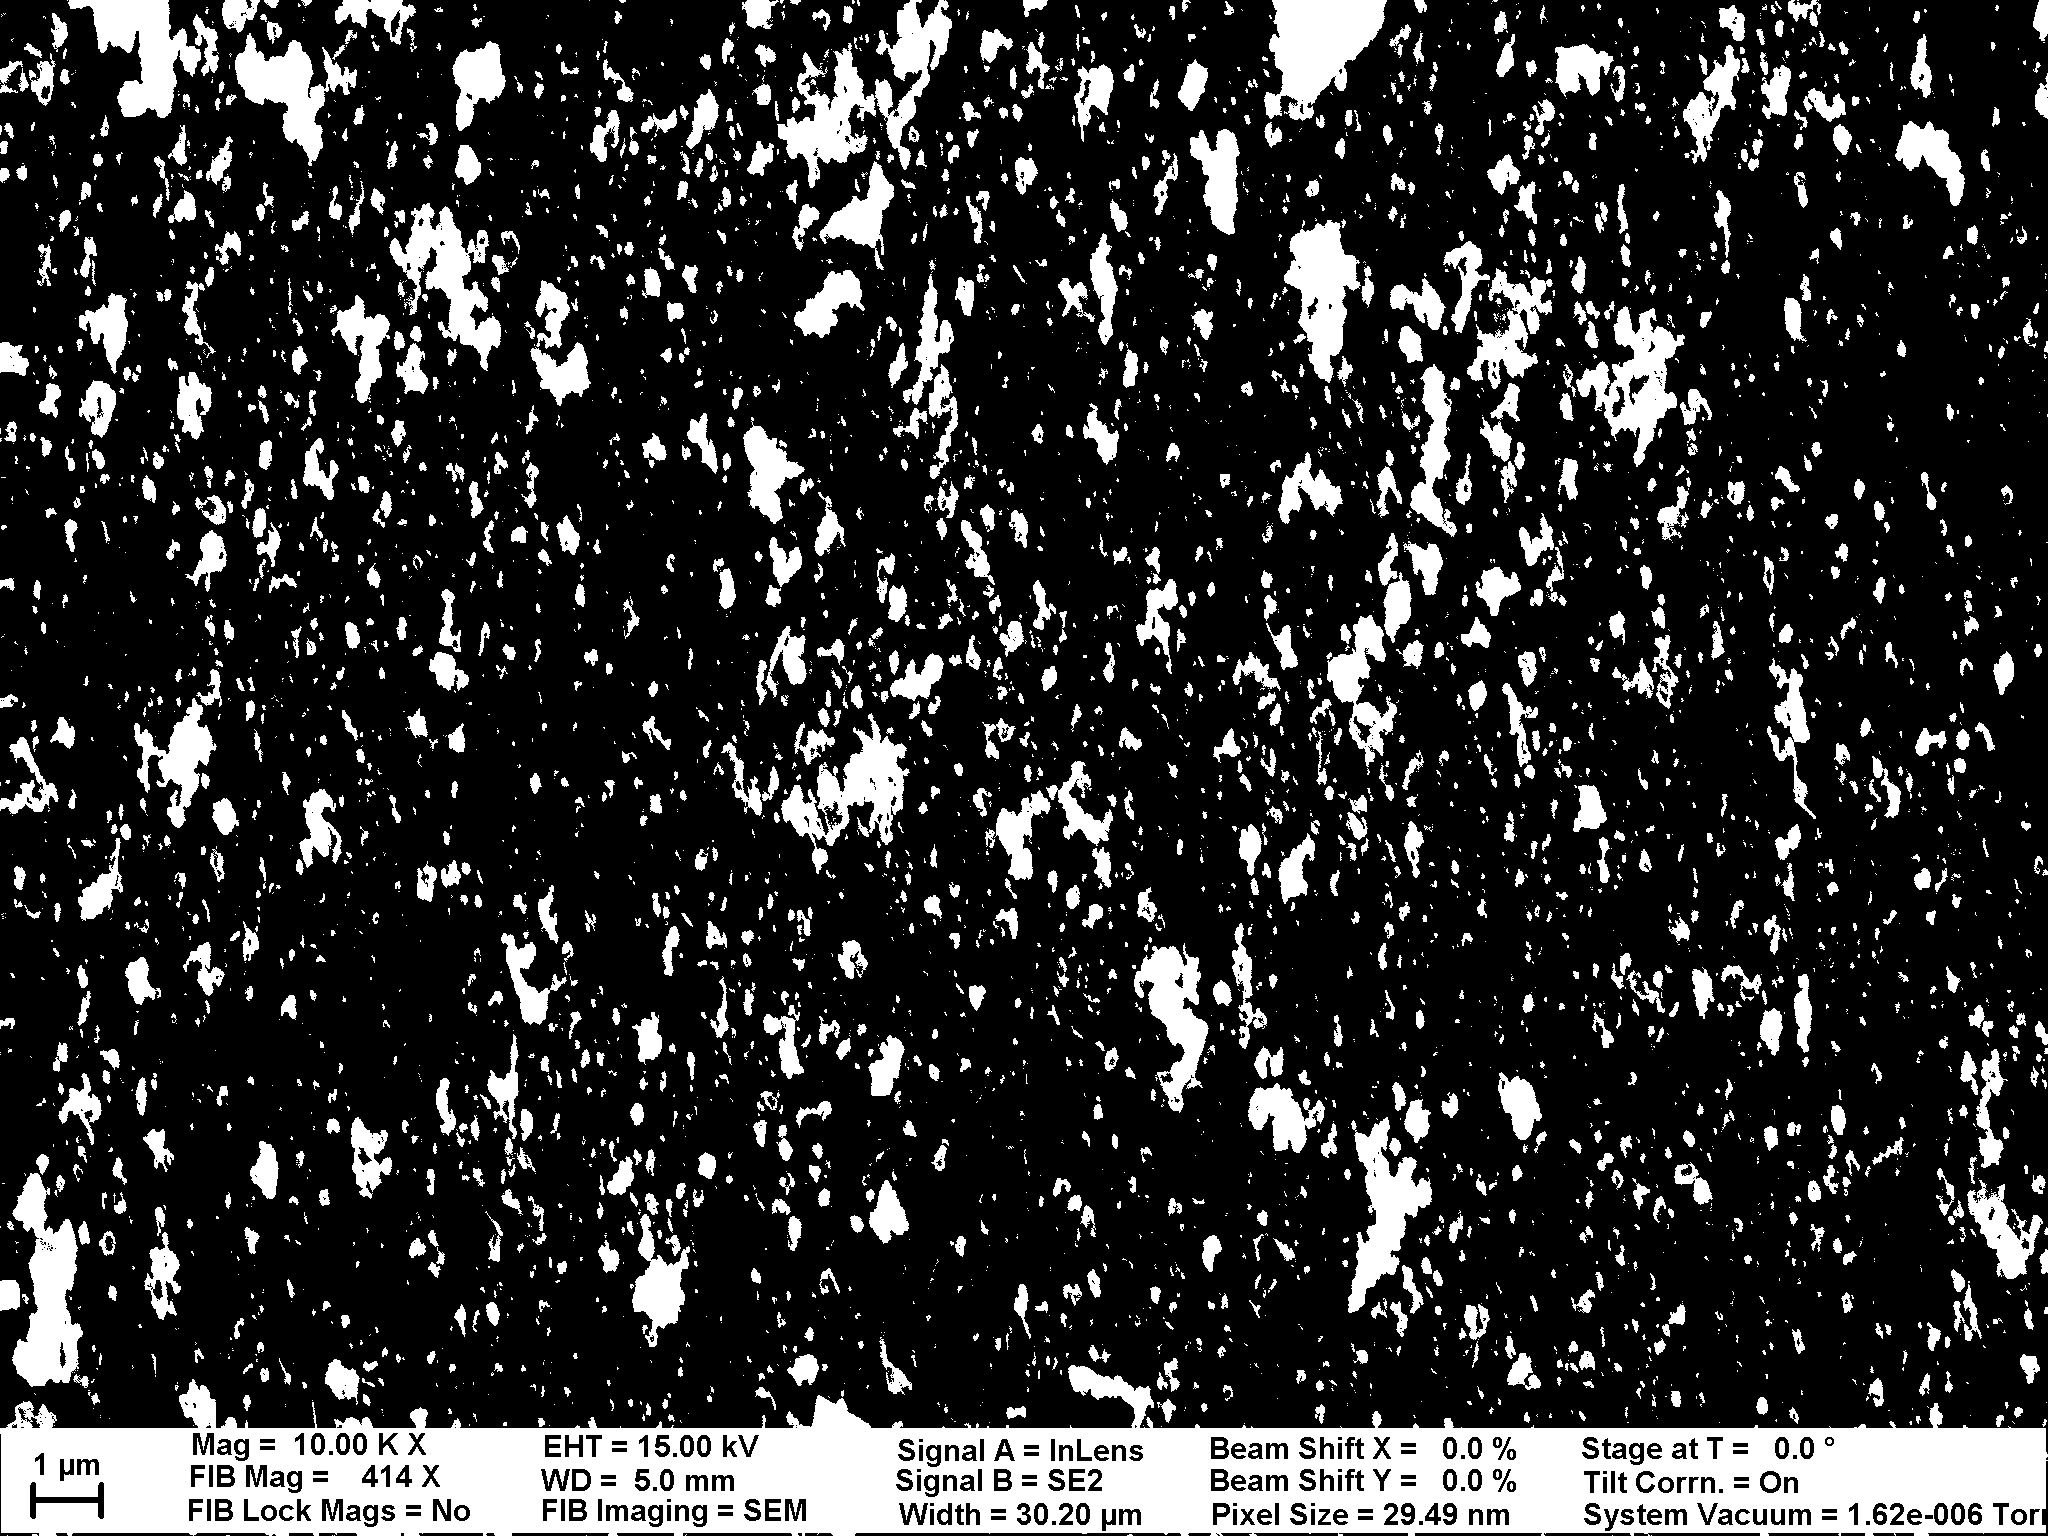 1 µm
Mag = 10.00 K X
FIB Mag = 414 X
FIB Lock Mags = No
EHT = 15.00 kV
WD = 5.0 mm
FIB Imaging = SEM
Signal A = InLens
Signal B = SE2
Width = 30.20 µm
Beam Shift X = 0.0 %
Beam Shift Y = 0.0 %
Pixel Size = 29.49 nm
Stage at T = 0.0 °
Tilt Corrn. = On
System Vacuum = 1.62e-006 Torr